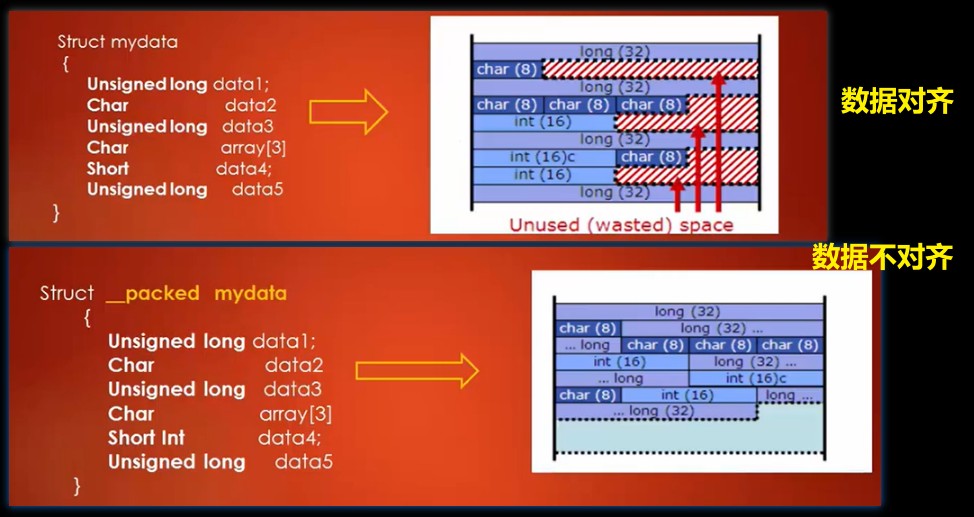 Struct mydata
{
Unsigned long data1;
Char data2
Unsigned long data3
Char array[3]
Short data4;
Unsigned long data5
}
long (32)
char (8)
long (32)
char (8) char (8) char (8)
int (16)
long (32)
int (16)c char (8)
int (16)
long (32)
Unused (wasted) space
数据对齐
数据不对齐
Struct __packed mydata
{
Unsigned long data1;
Char data2
Unsigned long data3
Char array[3]
Short Int data4;
Unsigned long data5
}
long (32)
char (8) long (32) ...
... long char (8) char (8) char (8)
int (16) long (32) ...
... long int (16)c
char (8) int (16) long ...
... long (32)